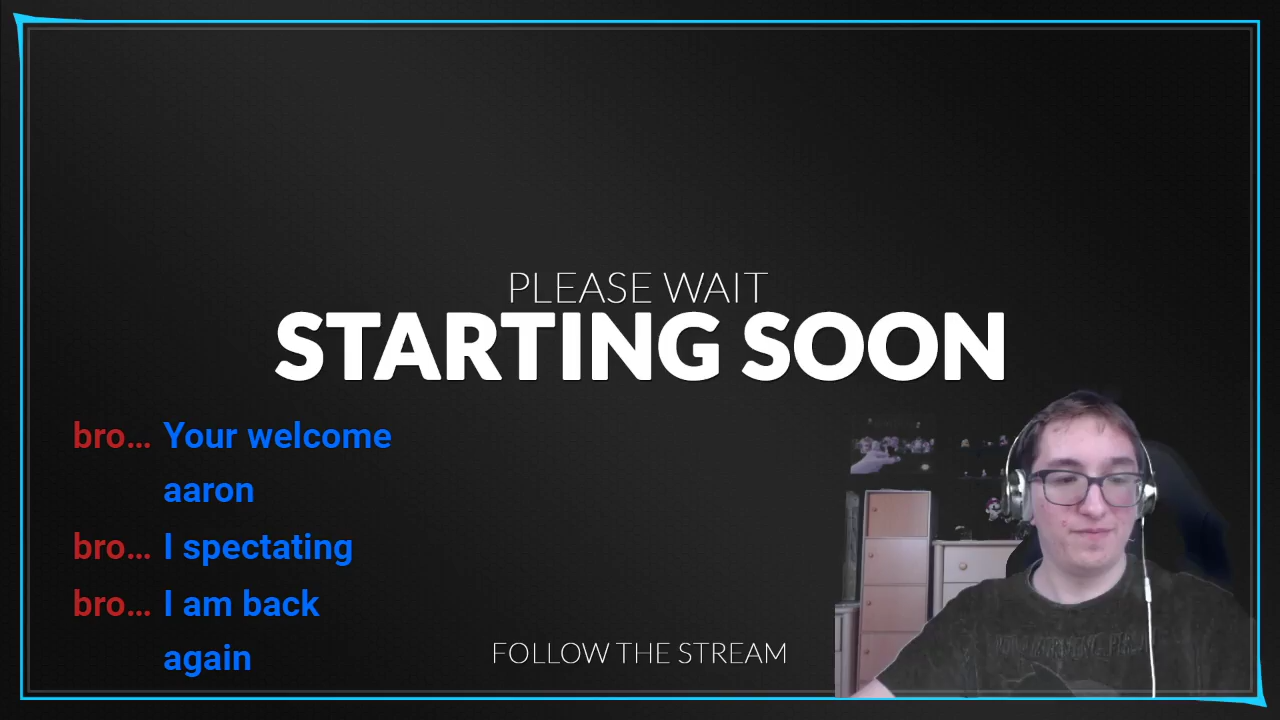 PLEASE WAIT
STARTING SOON
bro... Your welcome
aaron
bro... I spectating
bro... I am back
again
FOLLOW THE STREAM